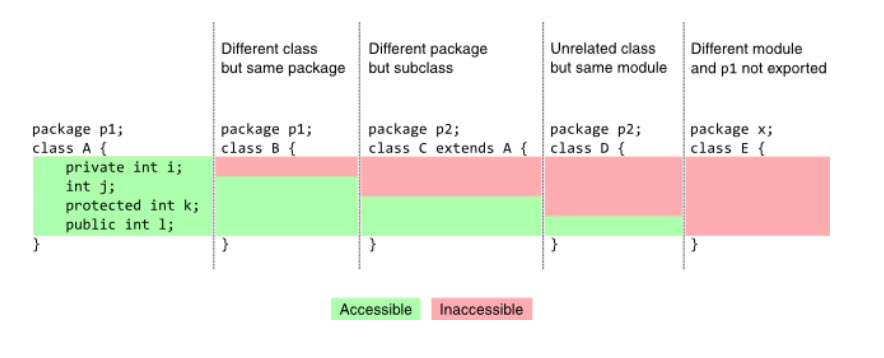 Different class
but same package
Different package
but subclass
Unrelated class
but same module
Different module
and p1 not exported
package p1;
class A {
    private int i;
    int j;
    protected int k;
    public int l;
}
package p1;
class B {
}
package p2;
class C extends A {
}
package p2;
class D {
}
package x;
class E {
}
Accessible
Inaccessible